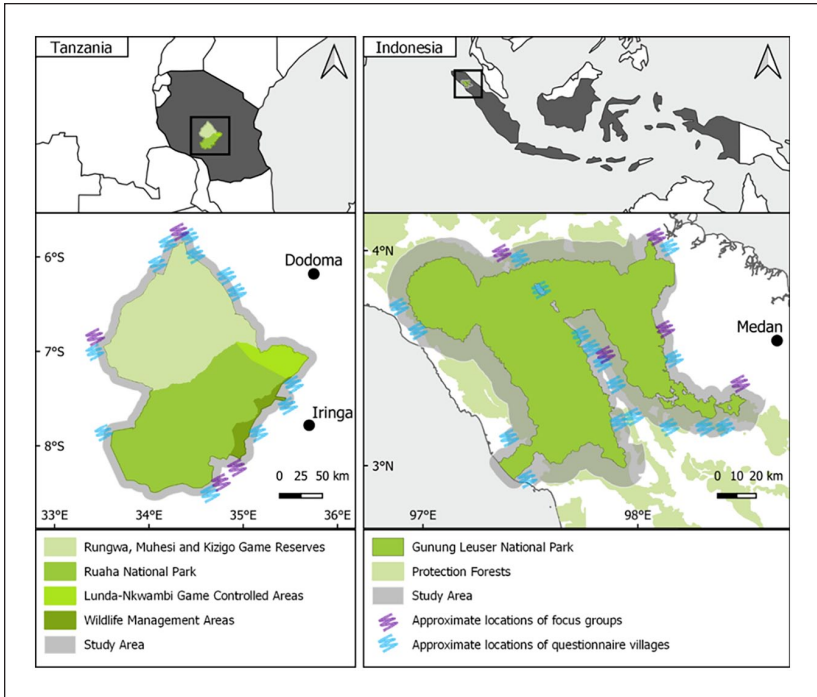 Tanzania
Indonesia
6°S
7°S
8°S
Dodoma
Iringa
0 25 50 km
33°E 34°E 35°E 36°E
4°N
3°N
Medan
0 10 20 km
97°E 98°E
Rungwa, Muhesi and Kizigo Game Reserves
Ruaha National Park
Lunda-Nkwambi Game Controlled Areas
Wildlife Management Areas
Study Area
Gunung Leuser National Park
Protection Forests
Study Area
Approximate locations of focus groups
Approximate locations of questionnaire villages